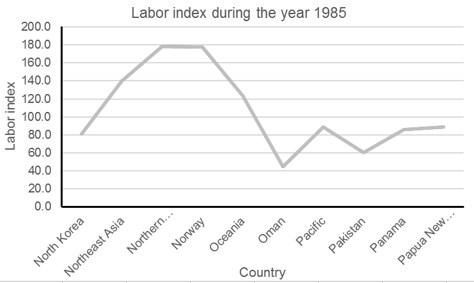 Labor index during the year 1985
Labor index
200.0
180.0
160.0
140.0
120.0
100.0
80.0
60.0
40.0
20.0
0.0
North Korea
Northeast Asia
Northern...
Norway
Oceania
Oman
Pacific
Pakistan
Panama
Papua New...
Country